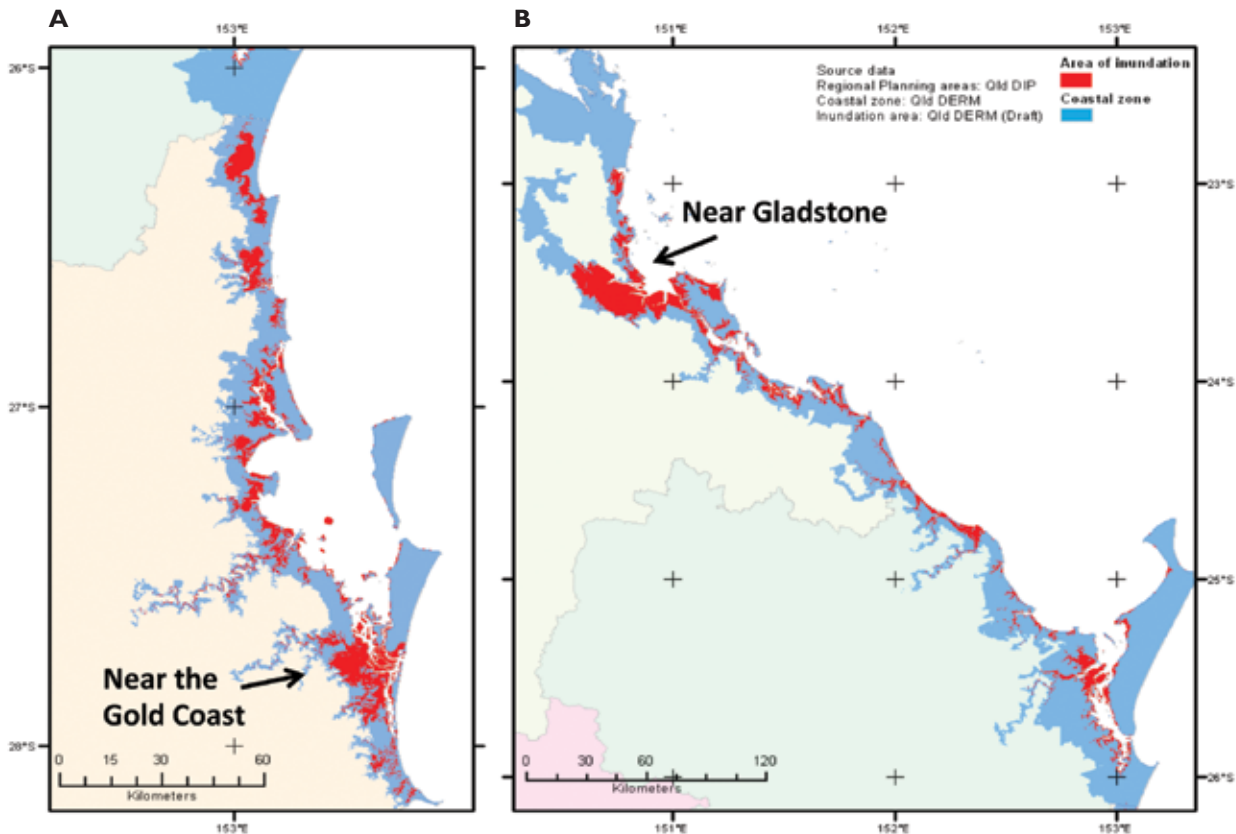 A
B
153°E
151°E
152°E
153°E
26°S
Source data
Regional Planning areas: Qld DIP
Coastal zone: Qld DERM
Inundation area: Qld DERM (Draft)
Area of inundation
Coastal zone
23°S
Near Gladstone
27°S
24°S
25°S
Near the
Gold Coast
28°S
0 15 30 60
Kilometers
0 30 60 120
Kilometers
26°S
153°E
151°E
152°E
153°E